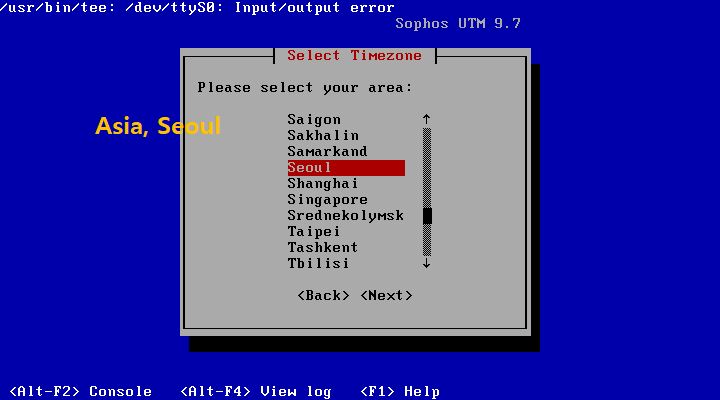 /usr/bin/tee: /dev/ttyS0: Input/output error
Sophos UTM 9.7
Select Timezone
Please select your area:
Asia, Seoul
Saigon
Sakhalin
Samarkand
Seoul
Shanghai
Singapore
Srednekolymsk
Taipei
Tashkent
Tbilisi
<Back> <Next>
<Alt-F2> Console <Alt-F4> View log <F1> Help